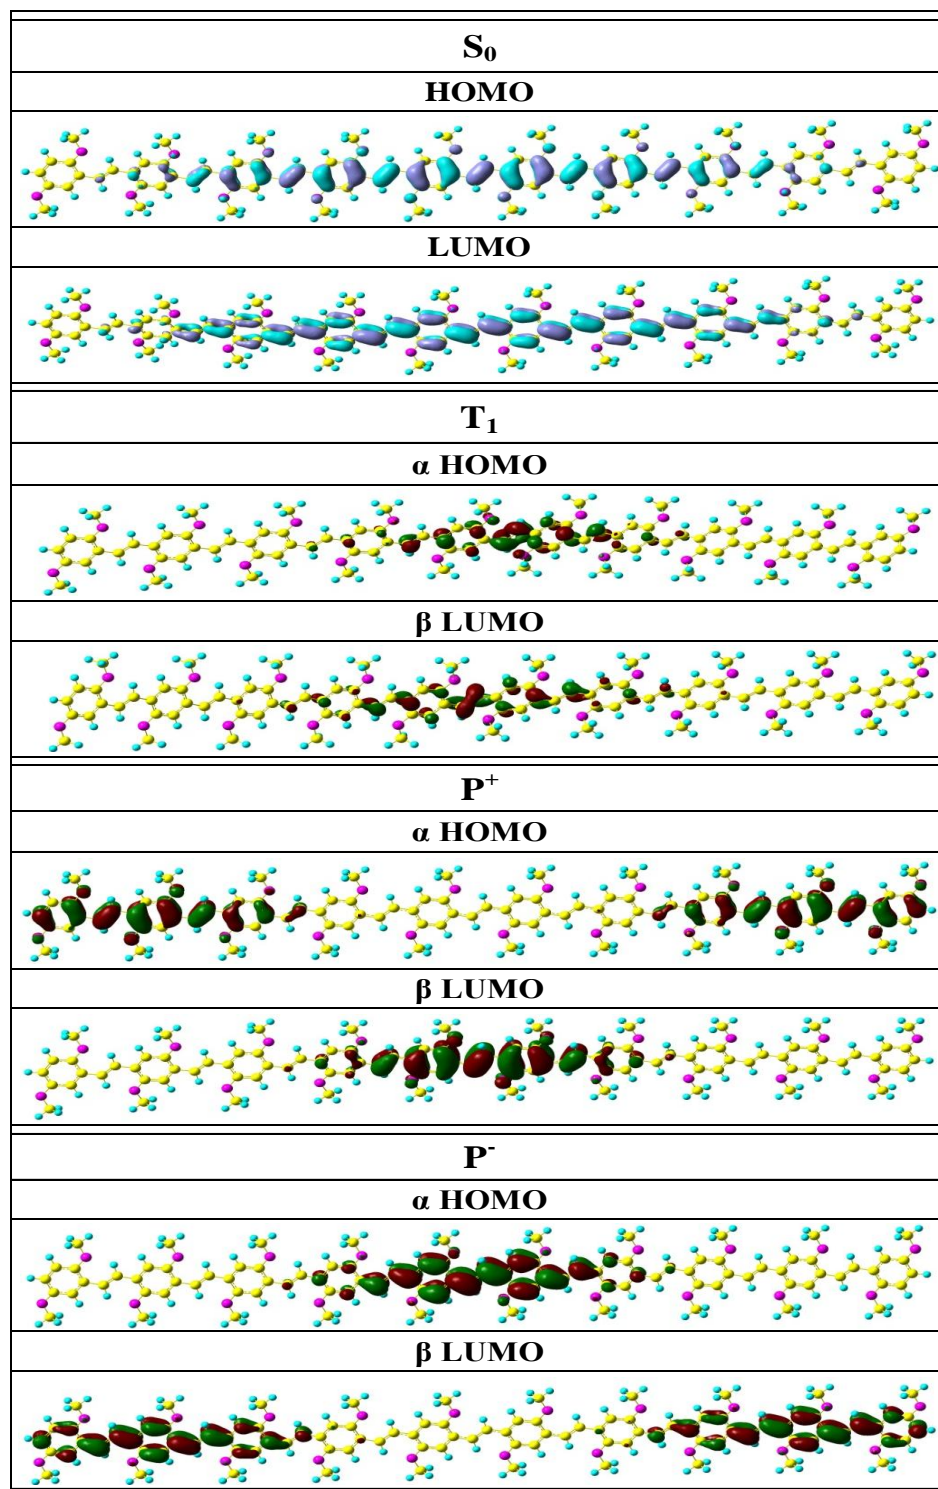 S₀
HOMO
LUMO
T₁
α HOMO
β LUMO
P⁺
α HOMO
β LUMO
P⁻
α HOMO
β LUMO